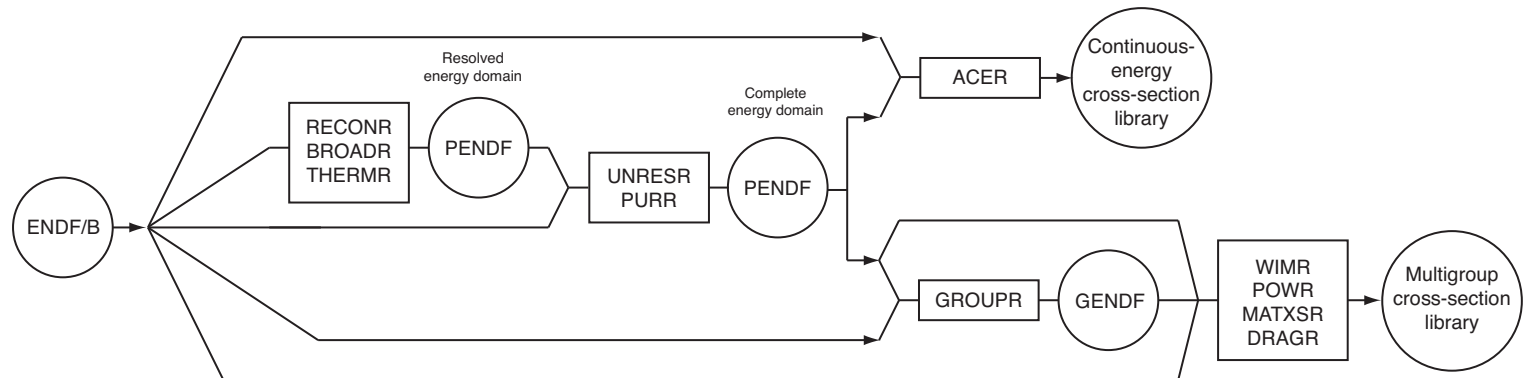 ENDF/B
RECONR
BROADR
THERMR
Resolved
energy domain
PENDF
UNRESR
PURR
Complete
energy domain
PENDF
ACER
Continuous-
energy
cross-section
library
GROUPR
GENDF
WIMR
POWR
MATXSR
DRAGR
Multigroup
cross-section
library